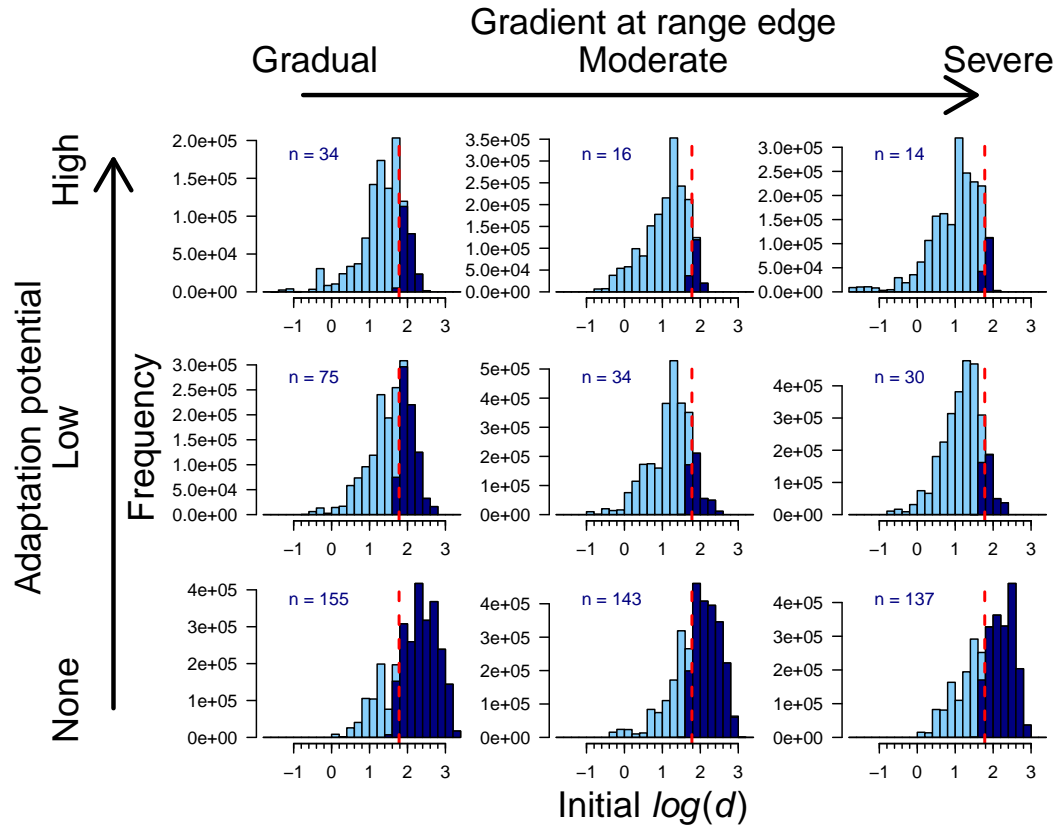 Gradient at range edge
Gradual Moderate Severe
Adaptation potential
High
Low
None
Frequency
n = 34
2.0e+05
1.5e+05
1.0e+05
5.0e+04
0.0e+00
−1 0 1 2 3
n = 16
3.5e+05
3.0e+05
2.5e+05
2.0e+05
1.5e+05
1.0e+05
5.0e+04
0.0e+00
−1 0 1 2 3
n = 14
3.0e+05
2.5e+05
2.0e+05
1.5e+05
1.0e+05
5.0e+04
0.0e+00
−1 0 1 2 3
n = 75
3.0e+05
2.5e+05
2.0e+05
1.5e+05
1.0e+05
5.0e+04
0.0e+00
−1 0 1 2 3
n = 34
5e+05
4e+05
3e+05
2e+05
1e+05
0e+00
−1 0 1 2 3
n = 30
4e+05
3e+05
2e+05
1e+05
0e+00
−1 0 1 2 3
n = 155
4e+05
3e+05
2e+05
1e+05
0e+00
−1 0 1 2 3
n = 143
4e+05
3e+05
2e+05
1e+05
0e+00
−1 0 1 2 3
n = 137
4e+05
3e+05
2e+05
1e+05
0e+00
−1 0 1 2 3
Initial log(d)